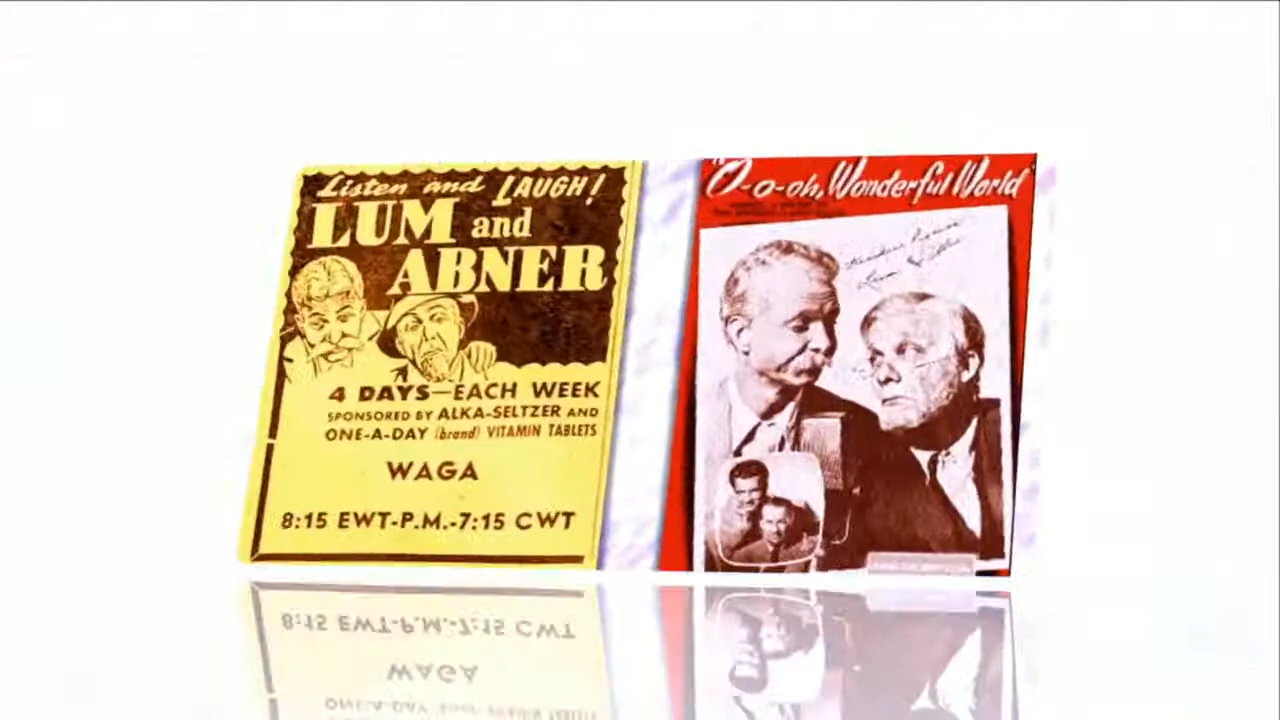 Listen and LAUGH!
LUM and
ABNER
4 DAYS—EACH WEEK
SPONSORED BY ALKA-SELTZER AND
ONE-A-DAY (brand) VITAMIN TABLETS
WAGA
8:15 EWT-P.M.-7:15 CWT
"O-o-oh, Wonderful World